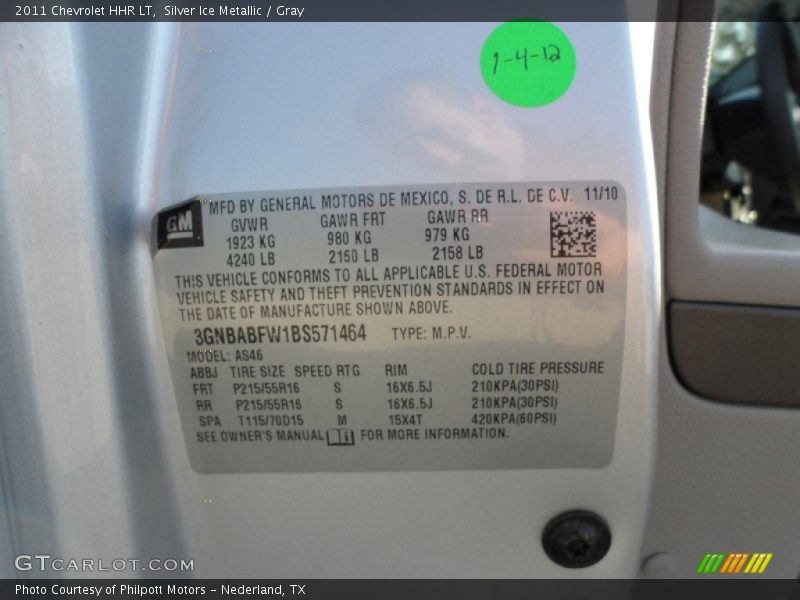 2011 Chevrolet HHR LT,  Silver Ice Metallic / Gray
1-4-12
GM
MFD BY GENERAL MOTORS DE MEXICO, S. DE R.L. DE C.V. 11/10
GVWR GAWR FRT GAWR RR
1923 KG 980 KG 979 KG
4240 LB 2160 LB 2158 LB
THIS VEHICLE CONFORMS TO ALL APPLICABLE U.S. FEDERAL MOTOR
VEHICLE SAFETY AND THEFT PREVENTION STANDARDS IN EFFECT ON
THE DATE OF MANUFACTURE SHOWN ABOVE.
3GNBABFW1BS571464 TYPE: M.P.V.
MODEL: AS46
ABBJ TIRE SIZE SPEED RTG RIM COLD TIRE PRESSURE
FRT P215/55R16 S 16X6.5J 210KPA(30PSI)
RR P215/55R16 S 16X6.5J 210KPA(30PSI)
SPA T115/70D15 M 15X4T 420KPA(60PSI)
SEE OWNER'S MANUAL FOR MORE INFORMATION.
GTCARLOT.COM
Photo Courtesy of Philpott Motors - Nederland, TX